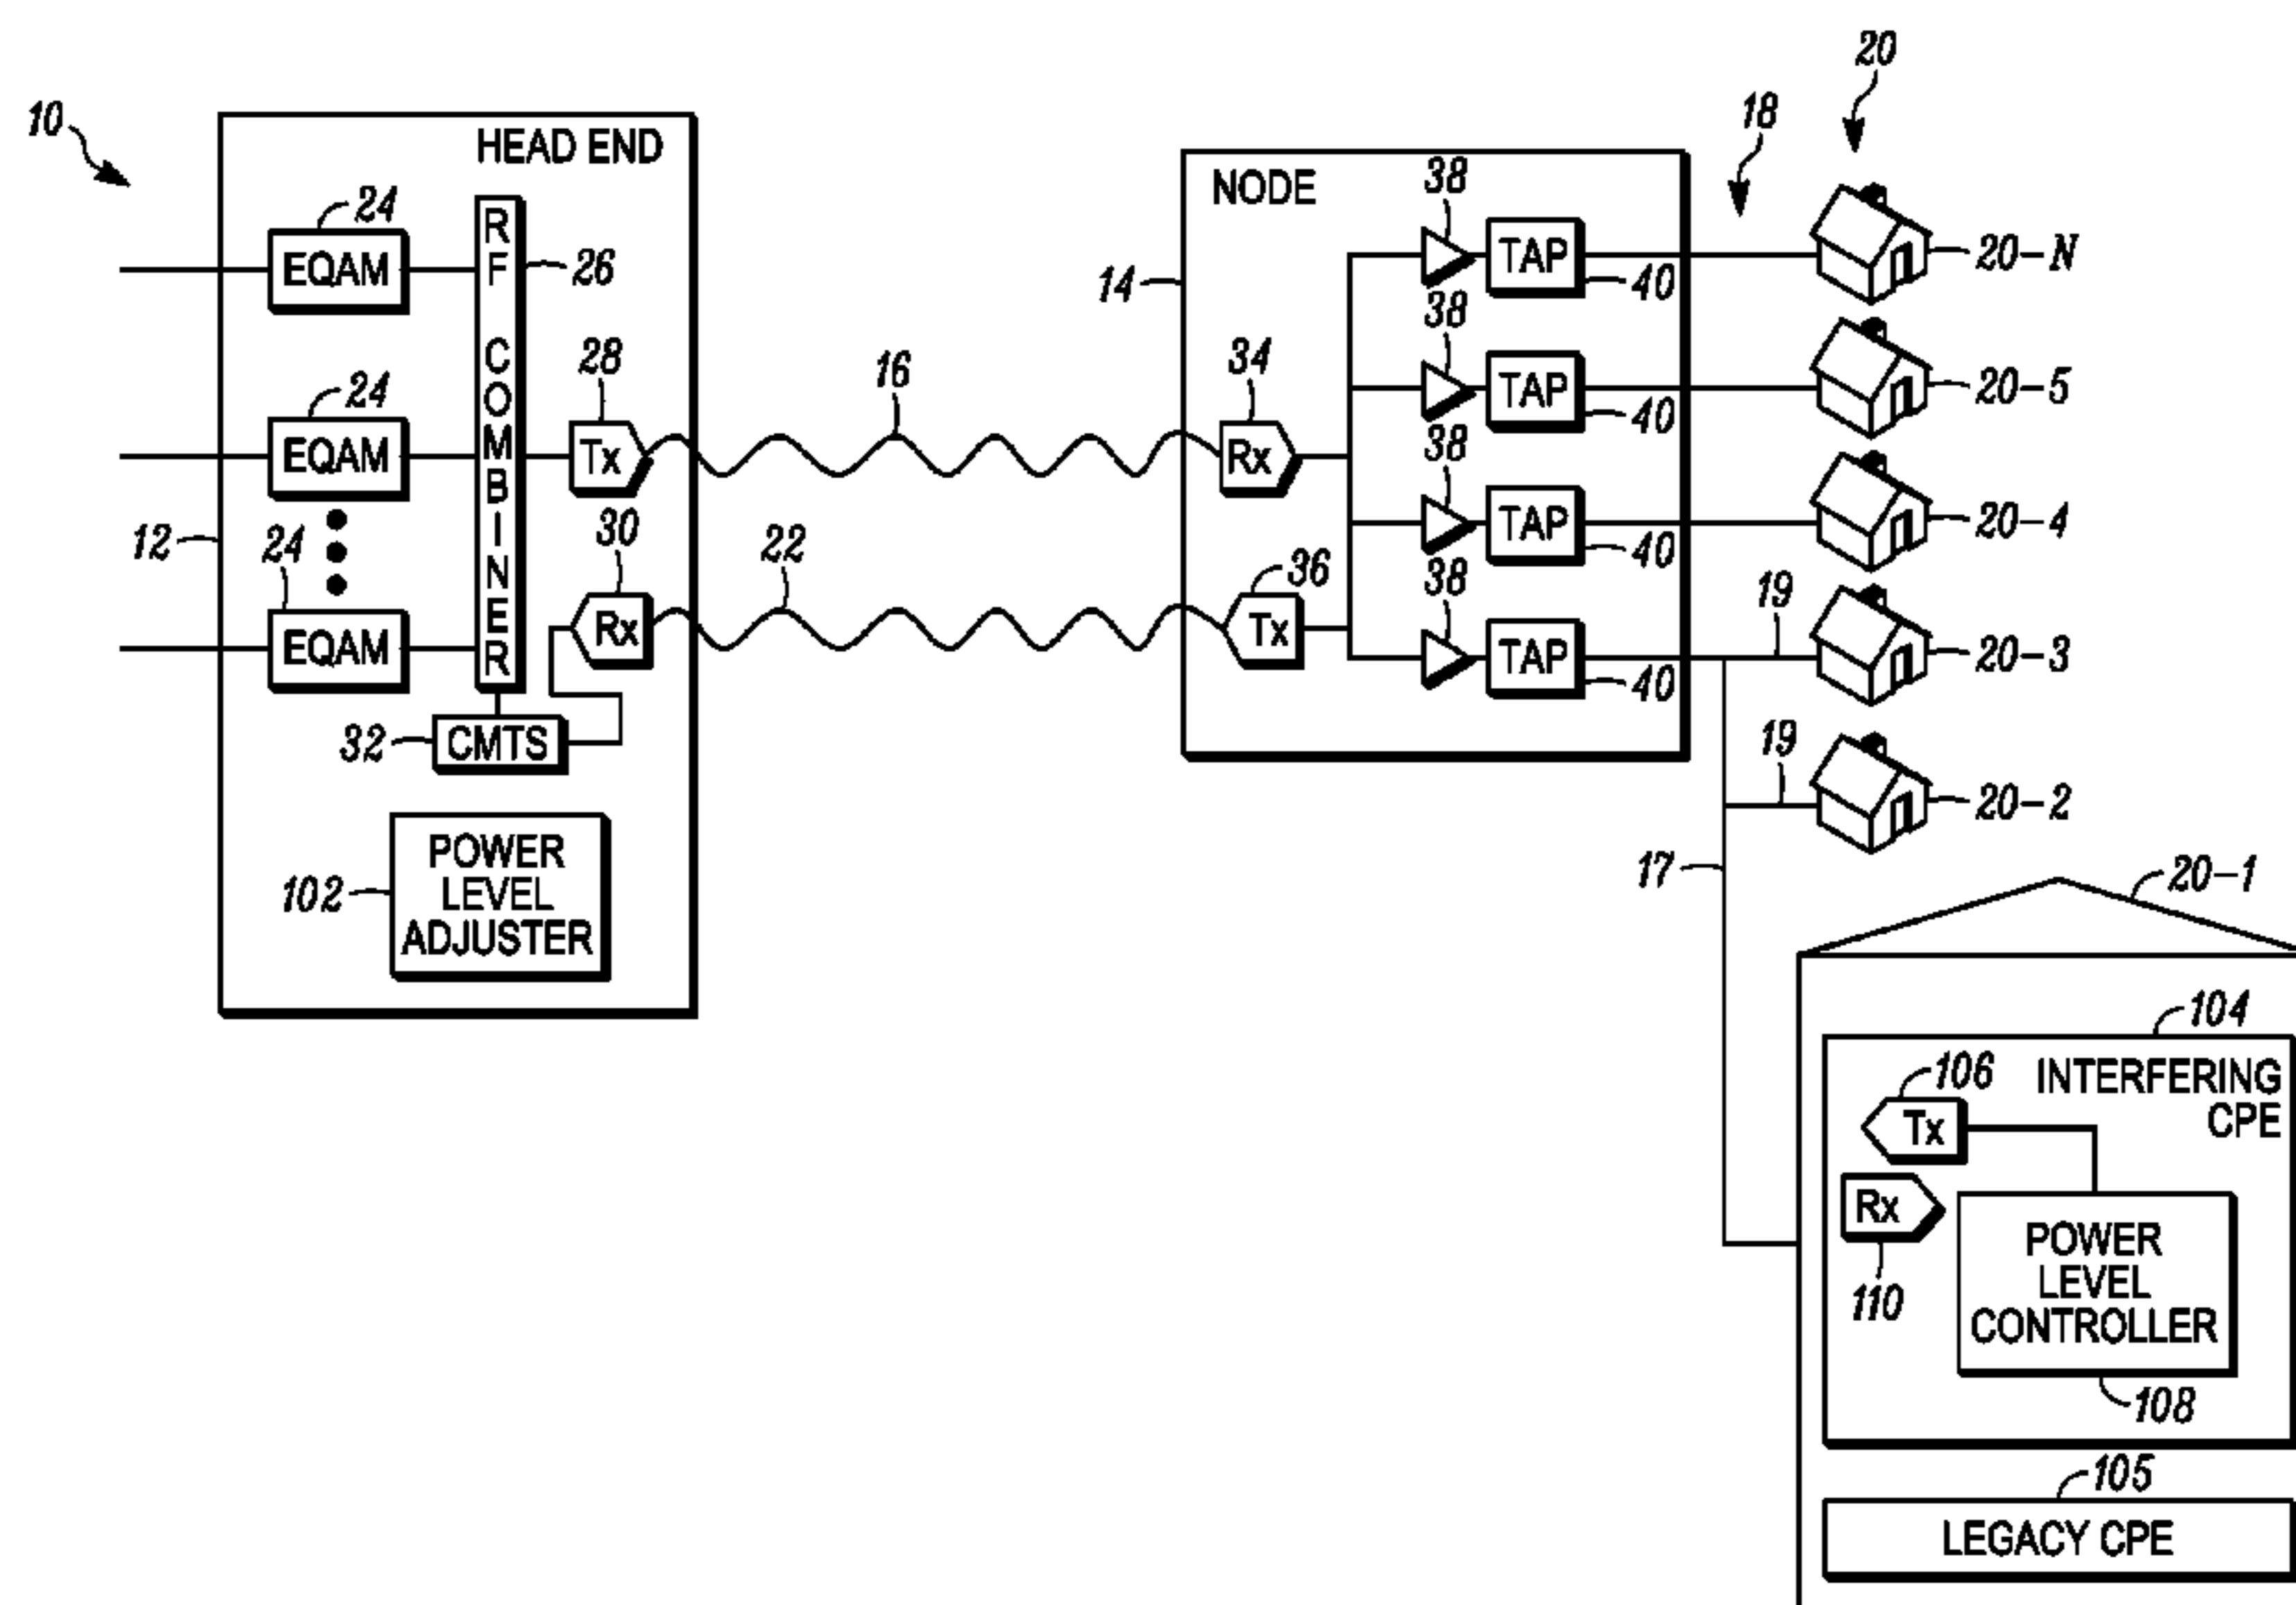 20
10
18
HEAD END
NODE
38
24
EQAM
R
F
C
O
M
B
I
N
E
R
26
14
TAP
40
20-N
38
28
Tx
16
34
Rx
TAP
40
20-5
24
EQAM
38
TAP
40
20-4
12
24
EQAM
30
Rx
22
36
Tx
38
TAP
40
19
20-3
32
CMTS
19
20-2
17
102
POWER
LEVEL
ADJUSTER
20-1
104
INTERFERING
CPE
106
Tx
Rx
110
POWER
LEVEL
CONTROLLER
108
105
LEGACY CPE